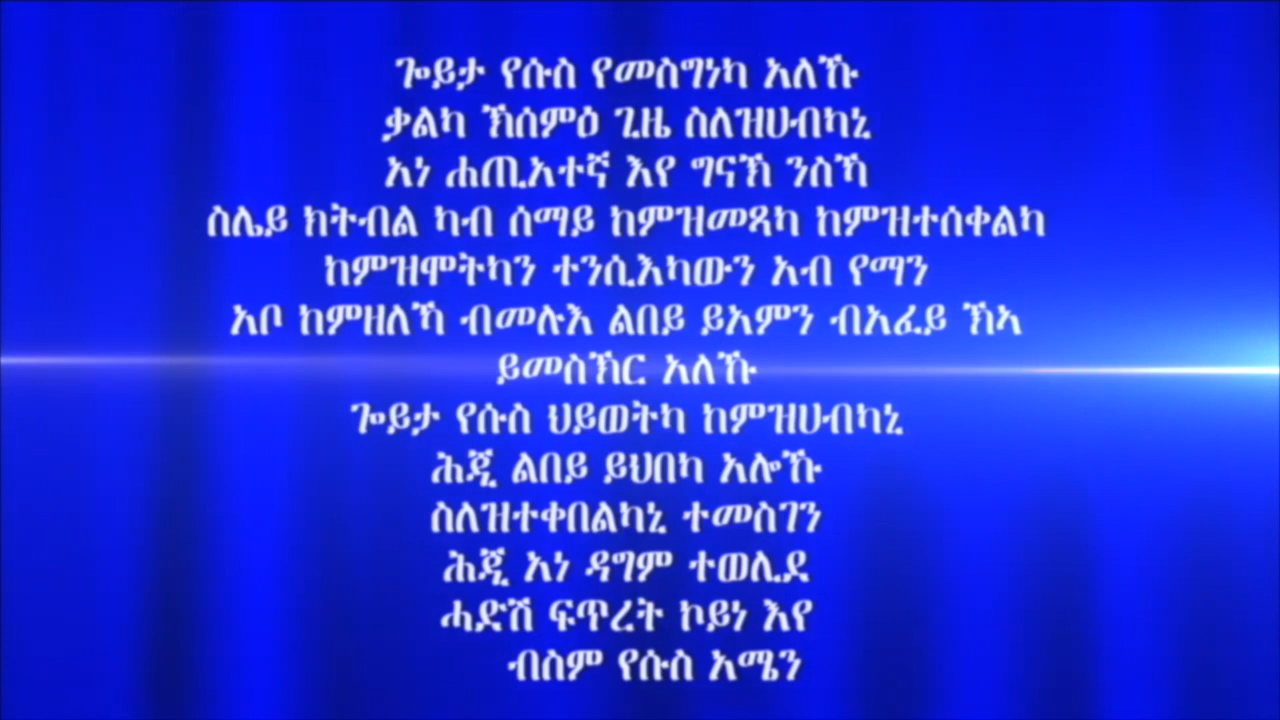 ጐይታ የሱስ የመስግነካ አለኹ
ቃልካ ኽሰምዕ ጊዜ ስለዝሀብካኒ
አነ ሐጢአተኛ እየ ግናኽ ንስኻ
ስሌይ ክትብል ካብ ሰማይ ከምዝመጻካ ከምዝተሰቀልካ
ከምዝሞትካን ተንሲእካውን አብ የማን
አቦ ከምዘለኻ ብመሉእ ልበይ ይአምን ብአፈይ ኽኣ
ይመስኽር አለኹ
ጐይታ የሱስ ህይወትካ ከምዝሀብካኒ
ሕጂ ልበይ ይህበካ አሎኹ
ስለዝተቀበልካኒ ተመስገን
ሕጂ አነ ዳግም ተወሊደ
ሓድሽ ፍጥረት ኮይነ እየ
ብስም የሱስ አሜን